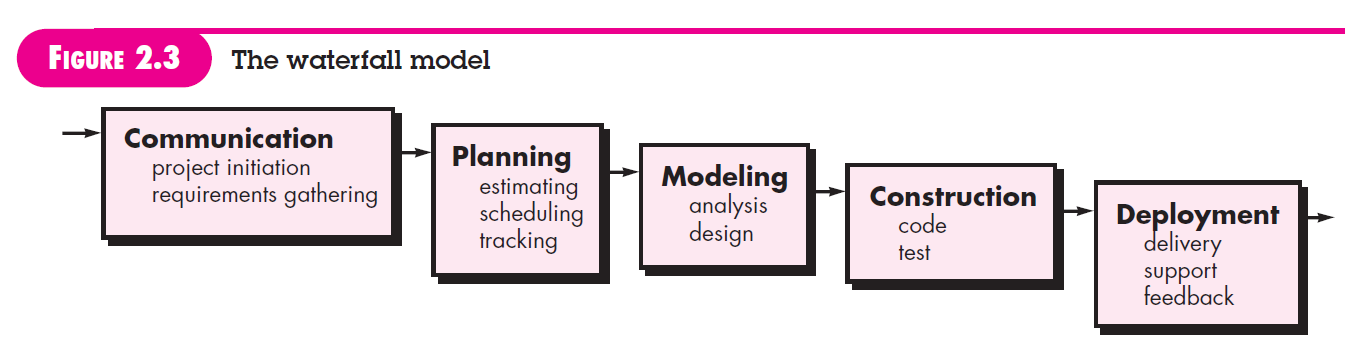 FIGURE 2.3 The waterfall model
Communication
project initiation
requirements gathering
Planning
estimating
scheduling
tracking
Modeling
analysis
design
Construction
code
test
Deployment
delivery
support
feedback